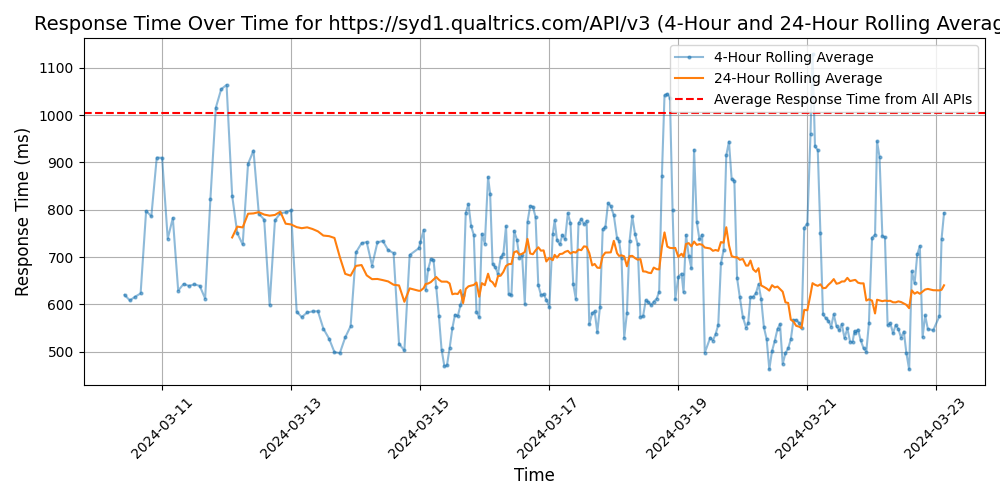 Response Time Over Time for https://syd1.qualtrics.com/API/v3 (4-Hour and 24-Hour Rolling Averag
4-Hour Rolling Average
24-Hour Rolling Average
Average Response Time from All APIs
Response Time (ms)
1100
1000
900
800
700
600
500
2024-03-11
2024-03-13
2024-03-15
2024-03-17
2024-03-19
2024-03-21
2024-03-23
Time